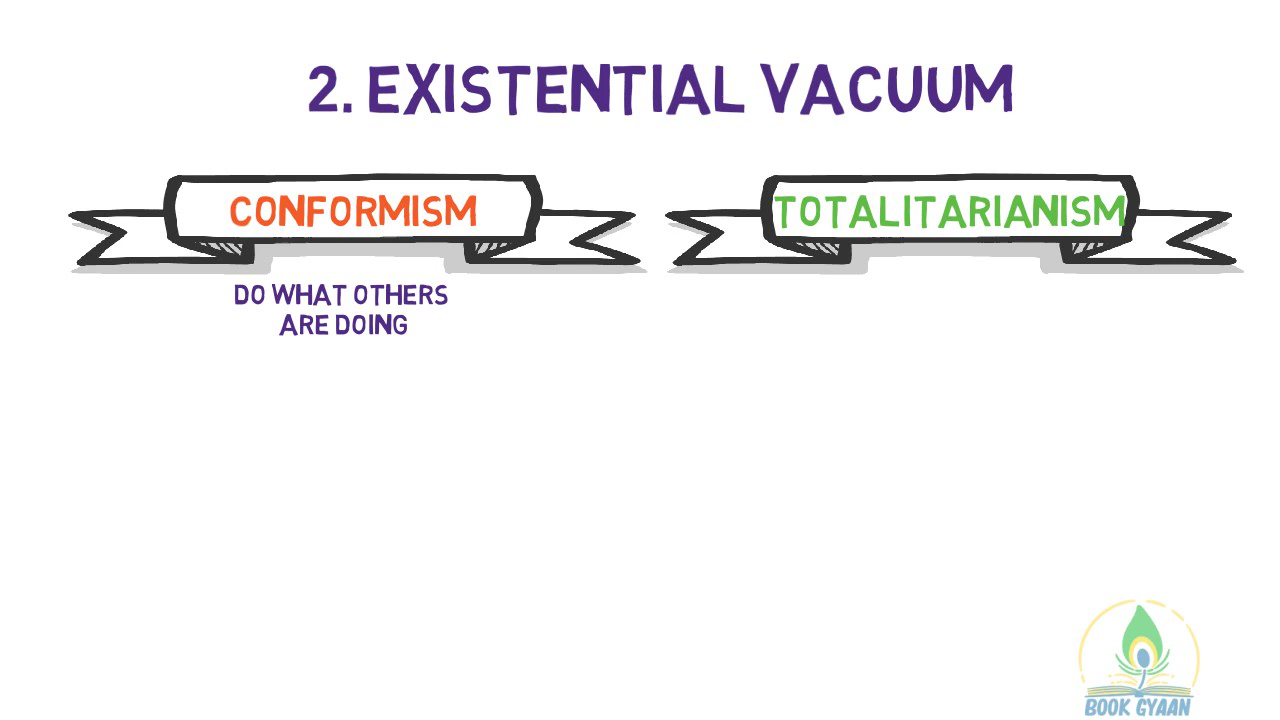 2. EXISTENTIAL VACUUM
CONFORMISM
TOTALITARIANISM
DO WHAT OTHERS
ARE DOING
BOOK GYAAN